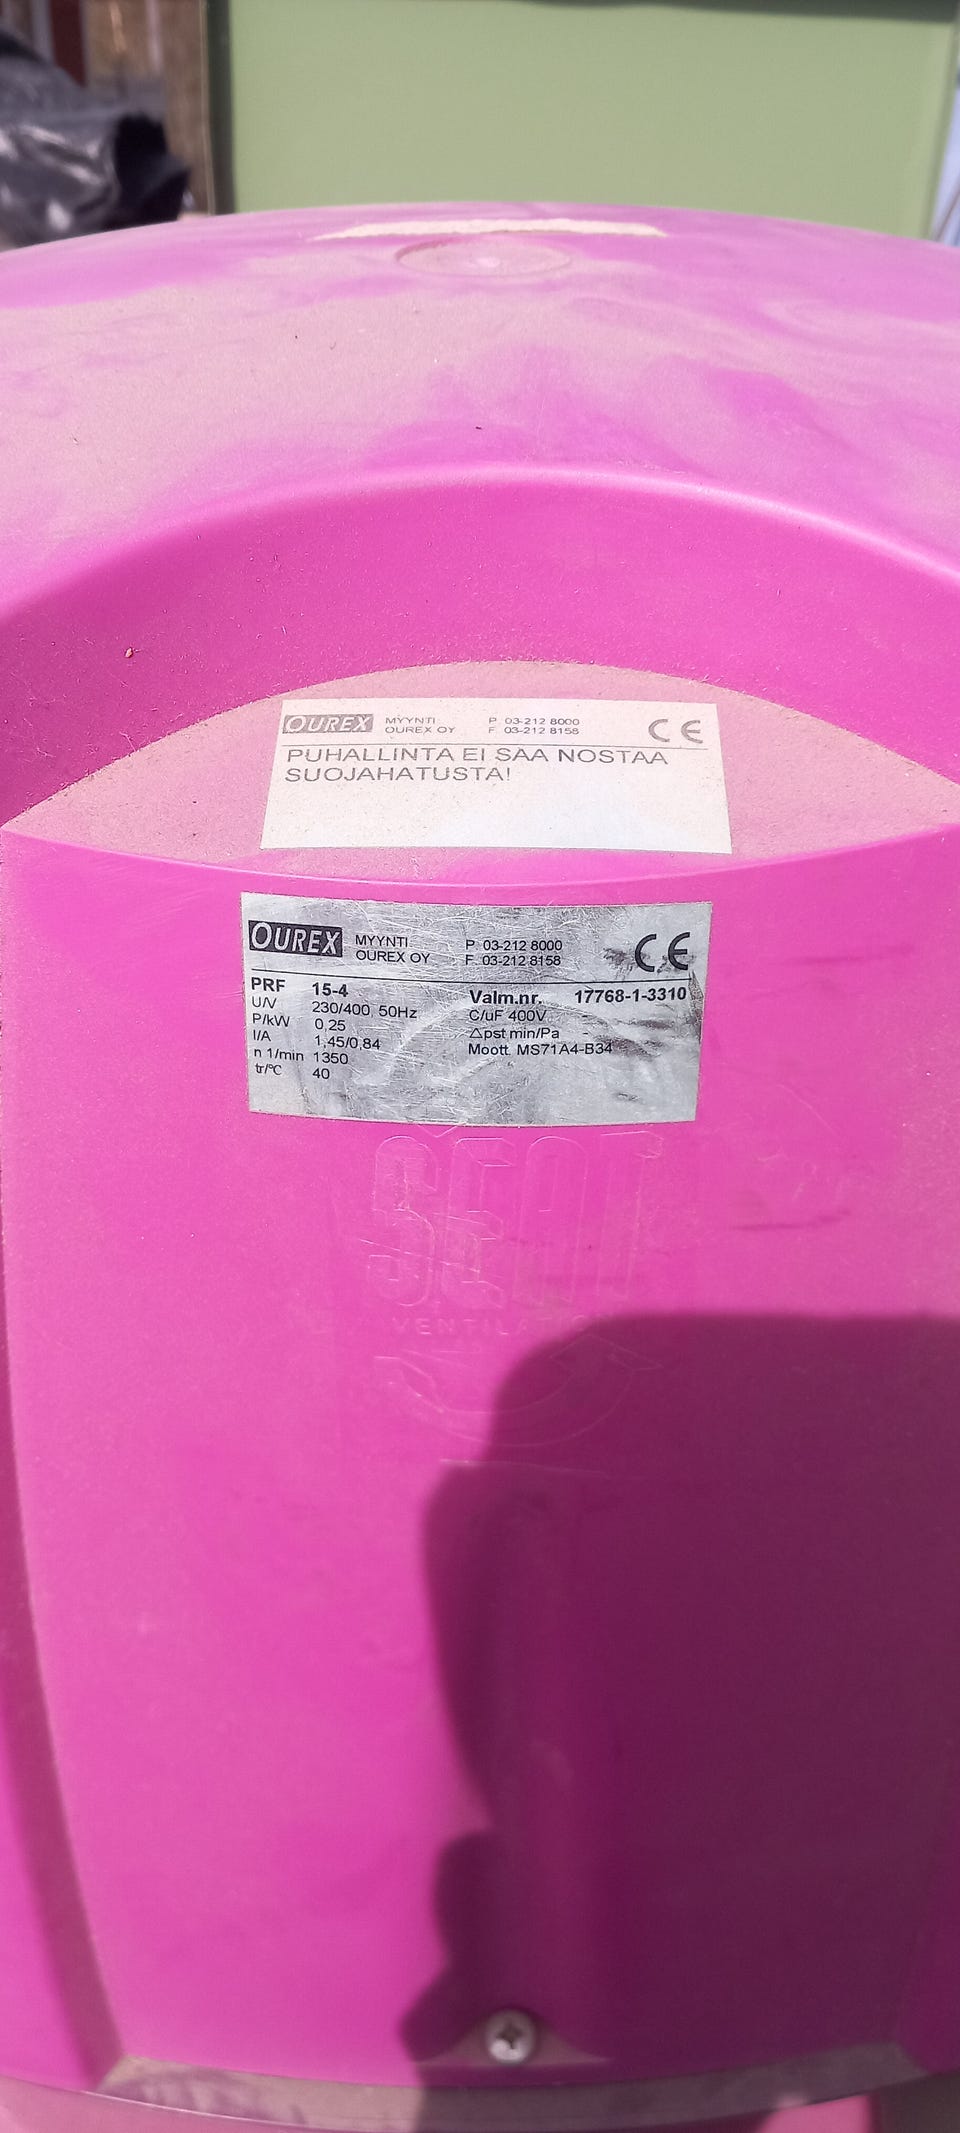 OUREX MYYNTI P 03-212 8000 CE
OUREX OY F 03-212 8158
PUHALLINTA EI SAA NOSTAA
SUOJAHATUSTA!
OUREX MYYNTI P 03-212 8000 CE
OUREX OY F. 03-212 8158
PRF 15-4 Valm.nr. 17768-1-3310
U/V 230/400, 50Hz C/uF 400V -
P/kW 0,25 △pst min/Pa -
I/A 1,45/0,84 Moott. MS71A4-B34
n 1/min 1350
tr/°C 40
SEAT
VENTILATION